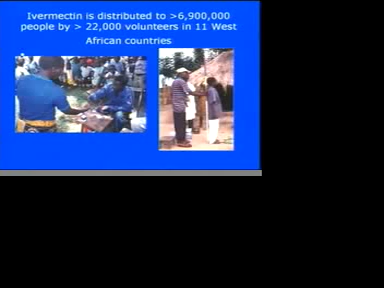 Ivermectin is distributed to >6,900,000
people by > 22,000 volunteers in 11 West
African countries